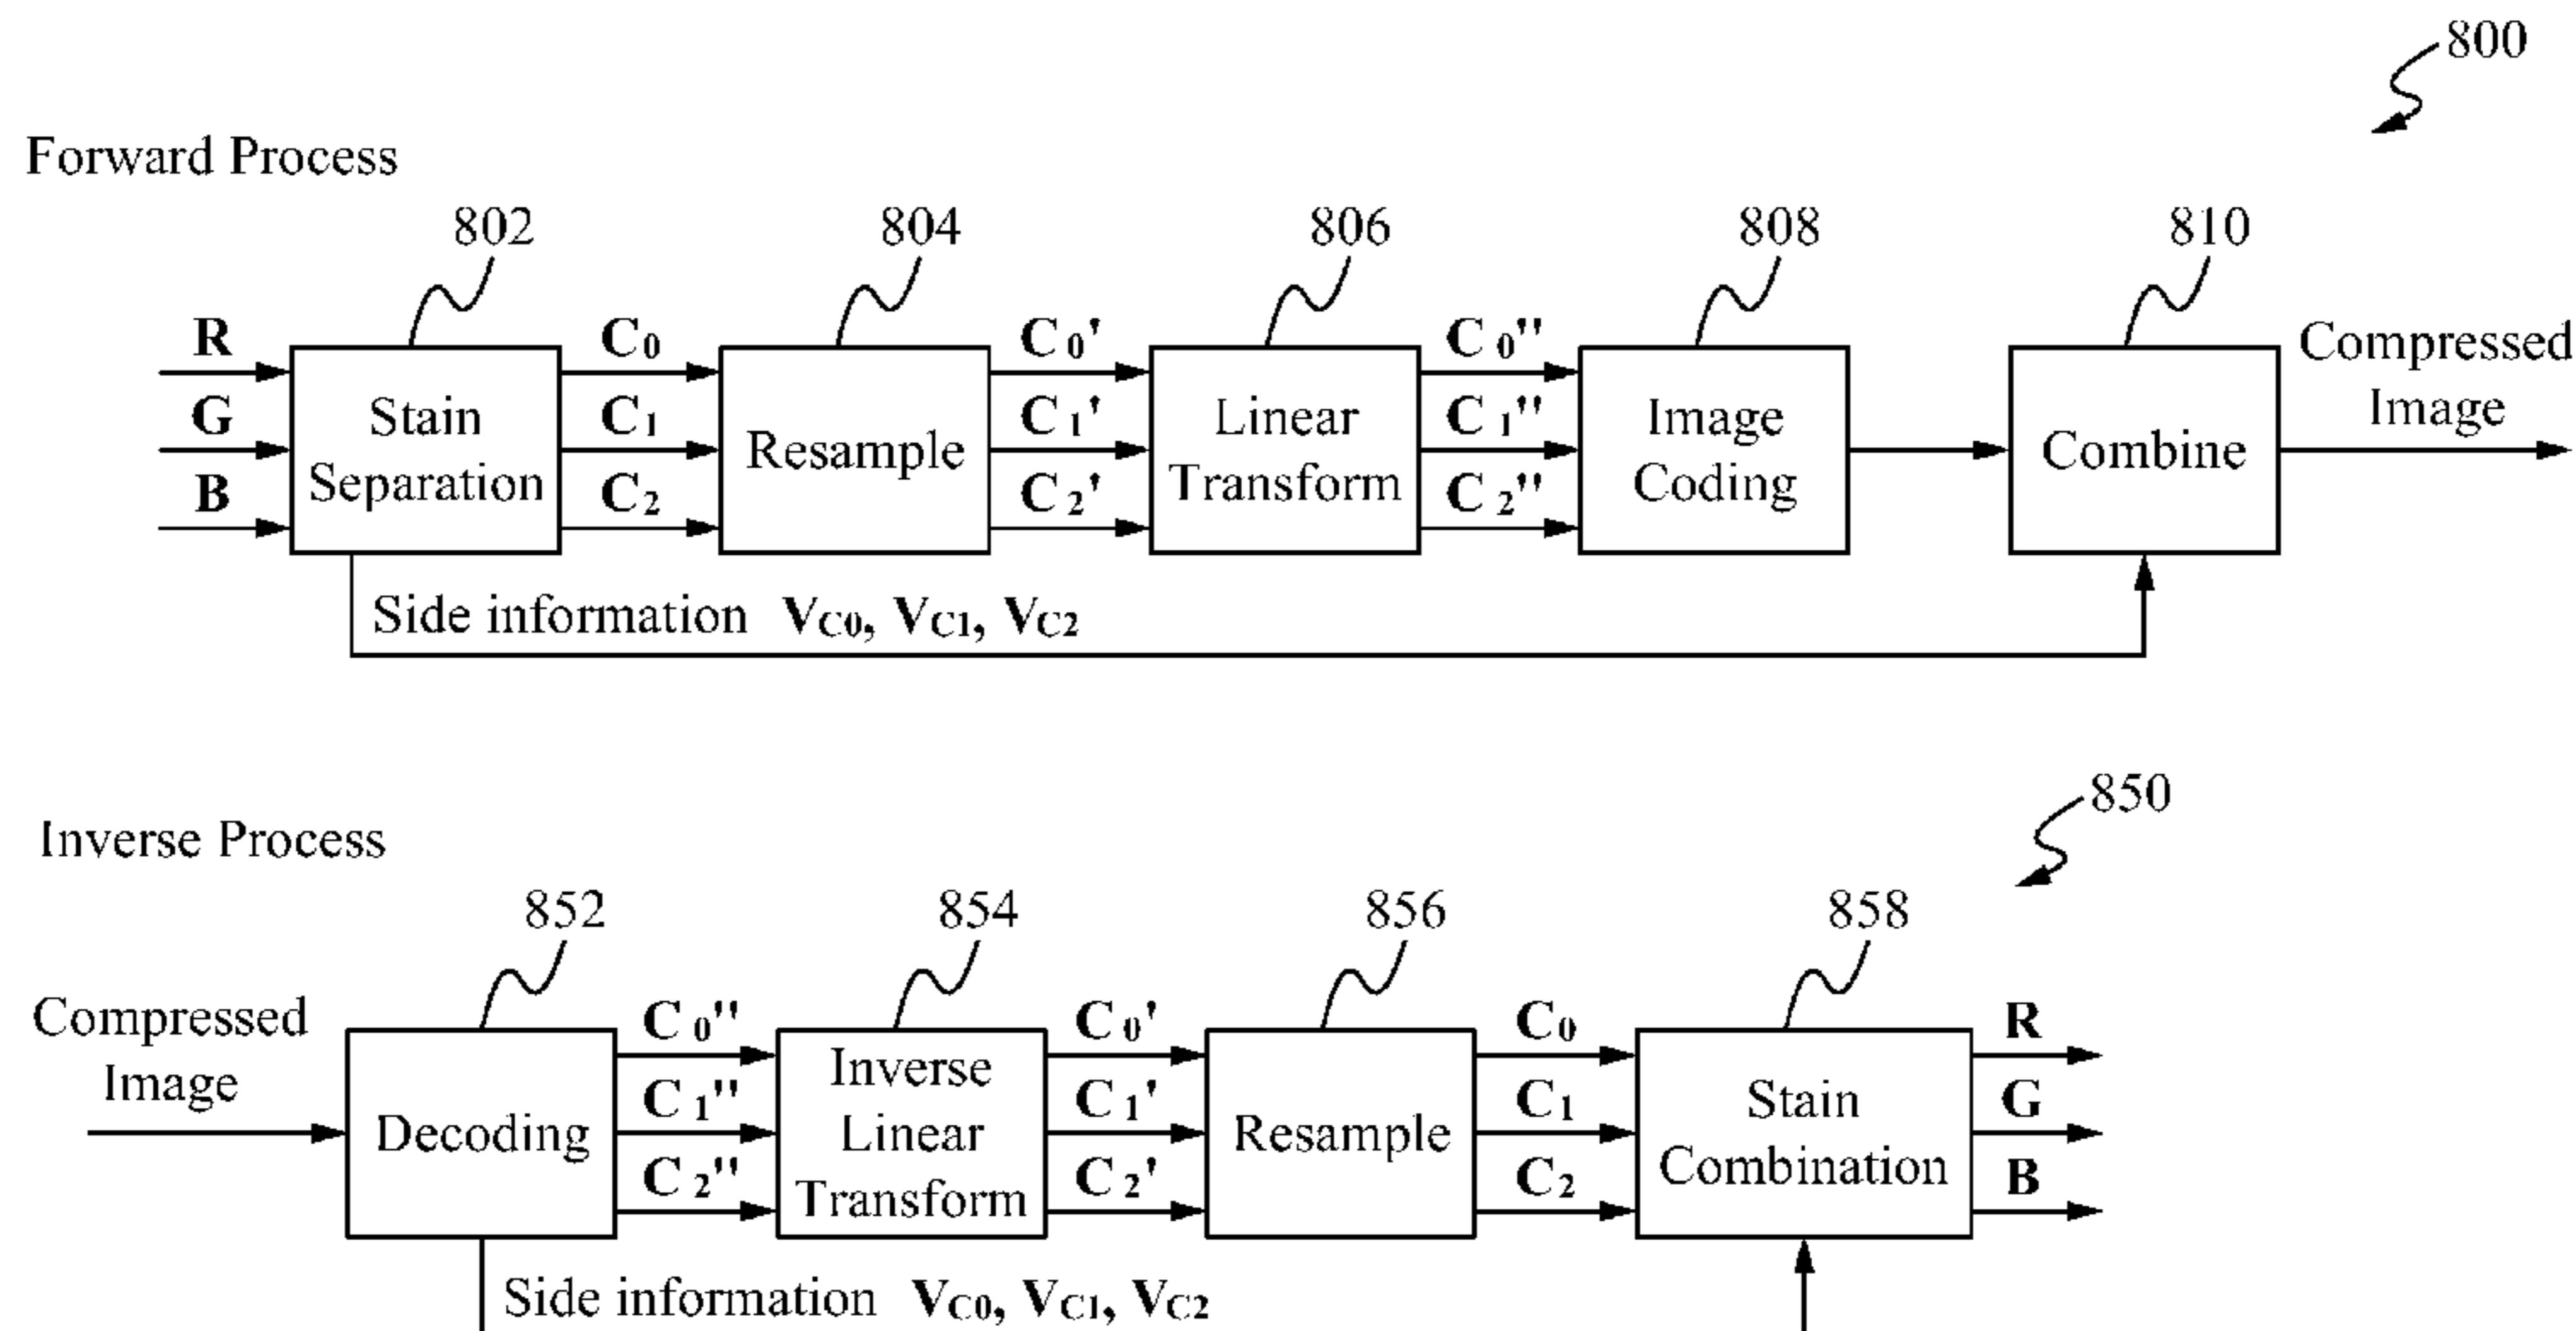 800
Forward Process
802 804 806 808 810
R C0 C0' C0'' Compressed
G Stain C1 C1' Linear C1'' Image Image
Separation Resample Transform Coding Combine
B C2 C2' C2''
Side information VC0, VC1, VC2
850
Inverse Process
852 854 856 858
Compressed C0'' Inverse C0' C0 R
Image C1'' Linear C1' C1 Stain G
Decoding Transform Resample Combination
C2'' C2' C2 B
Side information VC0, VC1, VC2